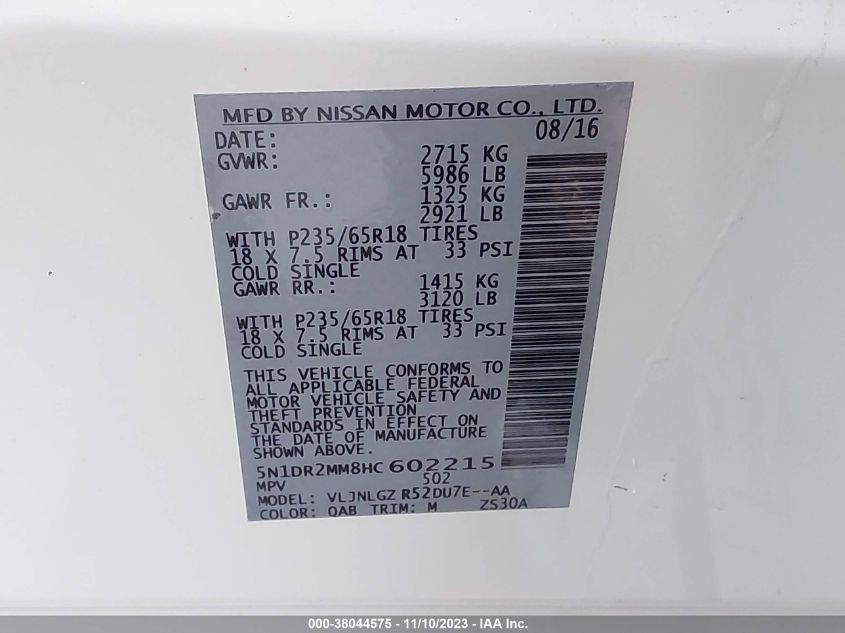 MFD BY NISSAN MOTOR CO., LTD.
DATE: 08/16
GVWR: 2715 KG
5986 LB
GAWR FR.: 1325 KG
2921 LB
WITH P235/65R18 TIRES
18 X 7.5 RIMS AT 33 PSI
COLD SINGLE
GAWR RR.: 1415 KG
3120 LB
WITH P235/65R18 TIRES
18 X 7.5 RIMS AT 33 PSI
COLD SINGLE
THIS VEHICLE CONFORMS TO
ALL APPLICABLE FEDERAL
MOTOR VEHICLE SAFETY AND
THEFT PREVENTION
STANDARDS IN EFFECT ON
THE DATE OF MANUFACTURE
SHOWN ABOVE.
5N1DR2MM8HC 602215
MPV 502
MODEL: VLJNLGZ R52DU7E--AA
COLOR: QAB TRIM: M ZS30A
000-38044575 - 11/10/2023 - IAA Inc.